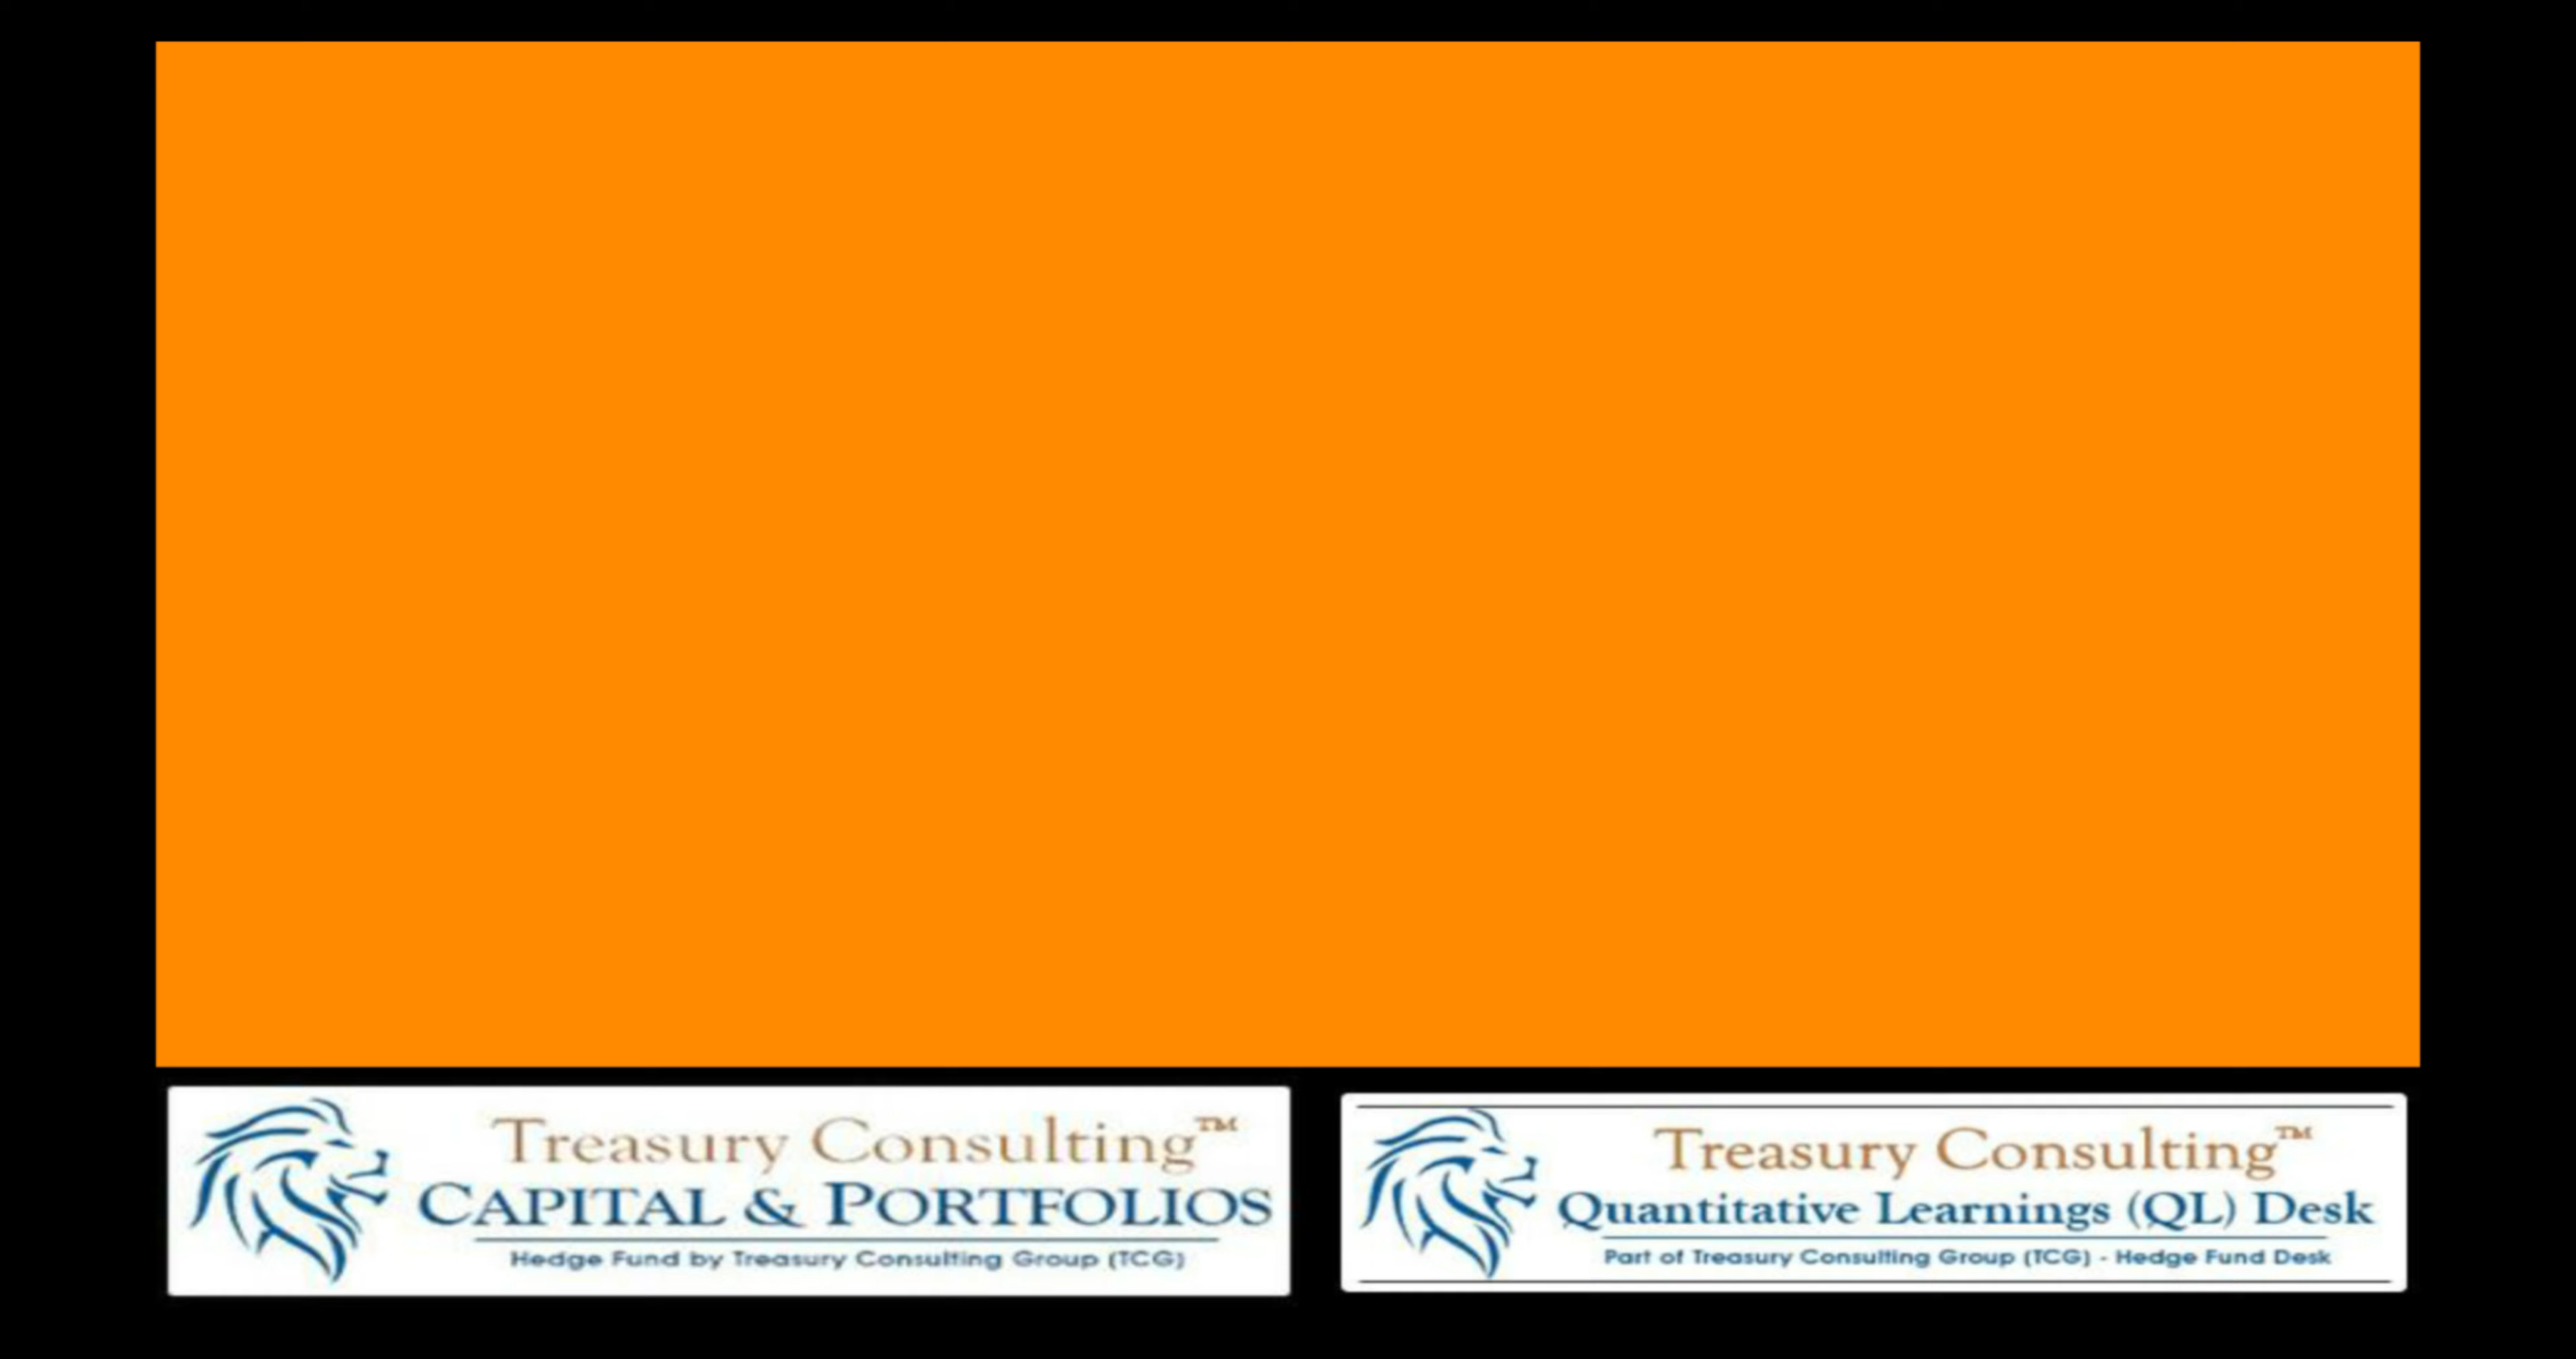 Treasury Consulting™
CAPITAL & PORTFOLIOS
Hedge Fund by Treasury Consulting Group (TCG)
Treasury Consulting™
Quantitative Learnings (QL) Desk
Part of Treasury Consulting Group (TCG) - Hedge Fund Desk